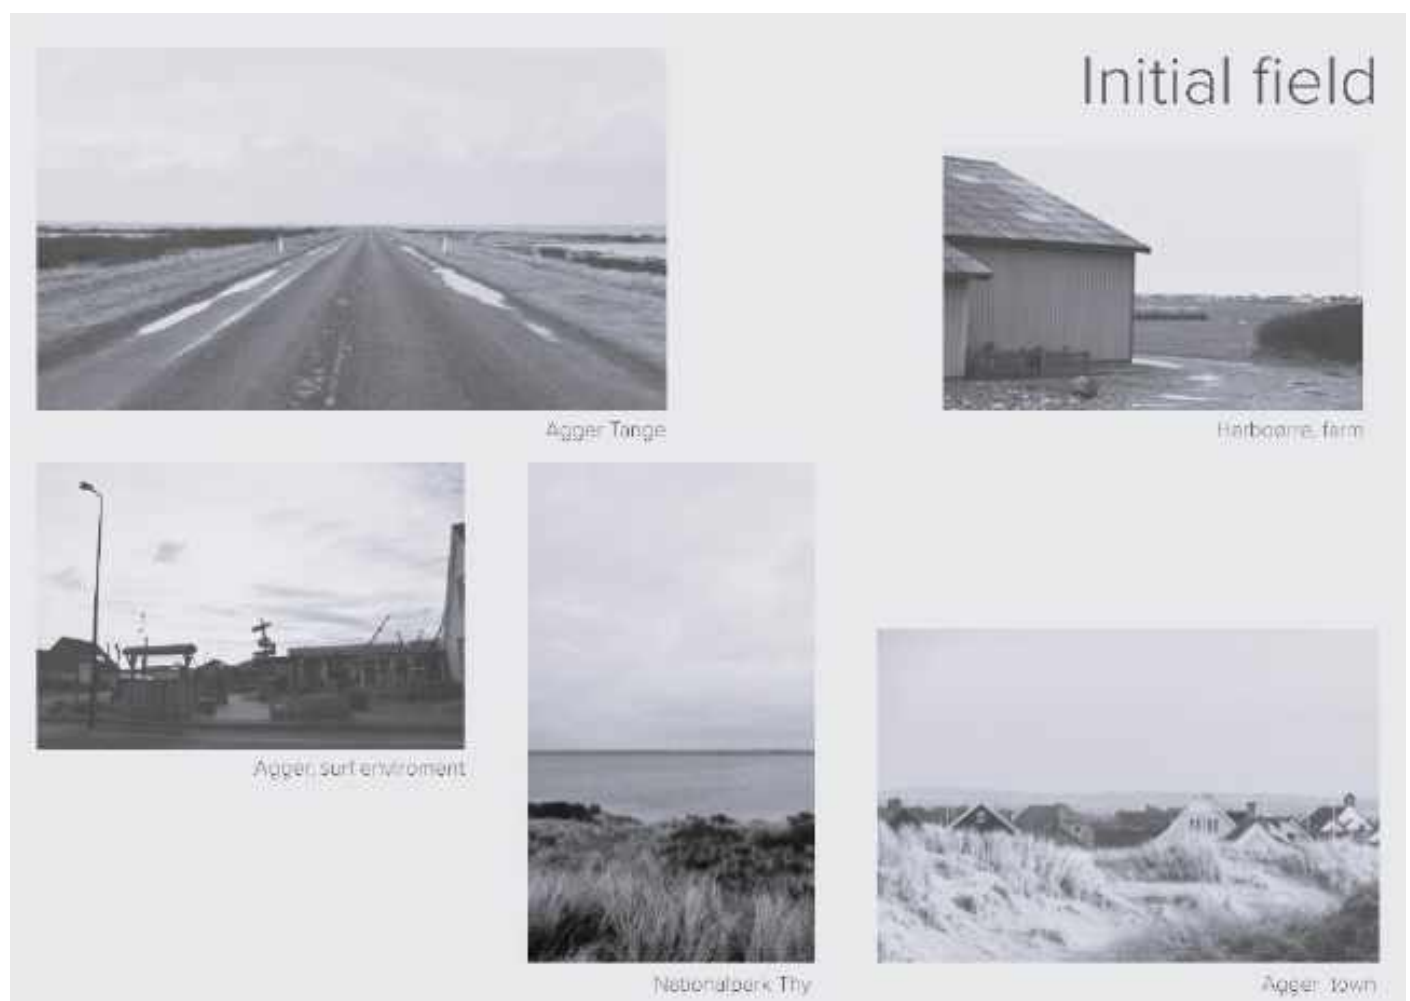 Initial field
Agger Tange
Harboøre, farm
Agger, surf enviroment
Nationalpark Thy
Agger, town